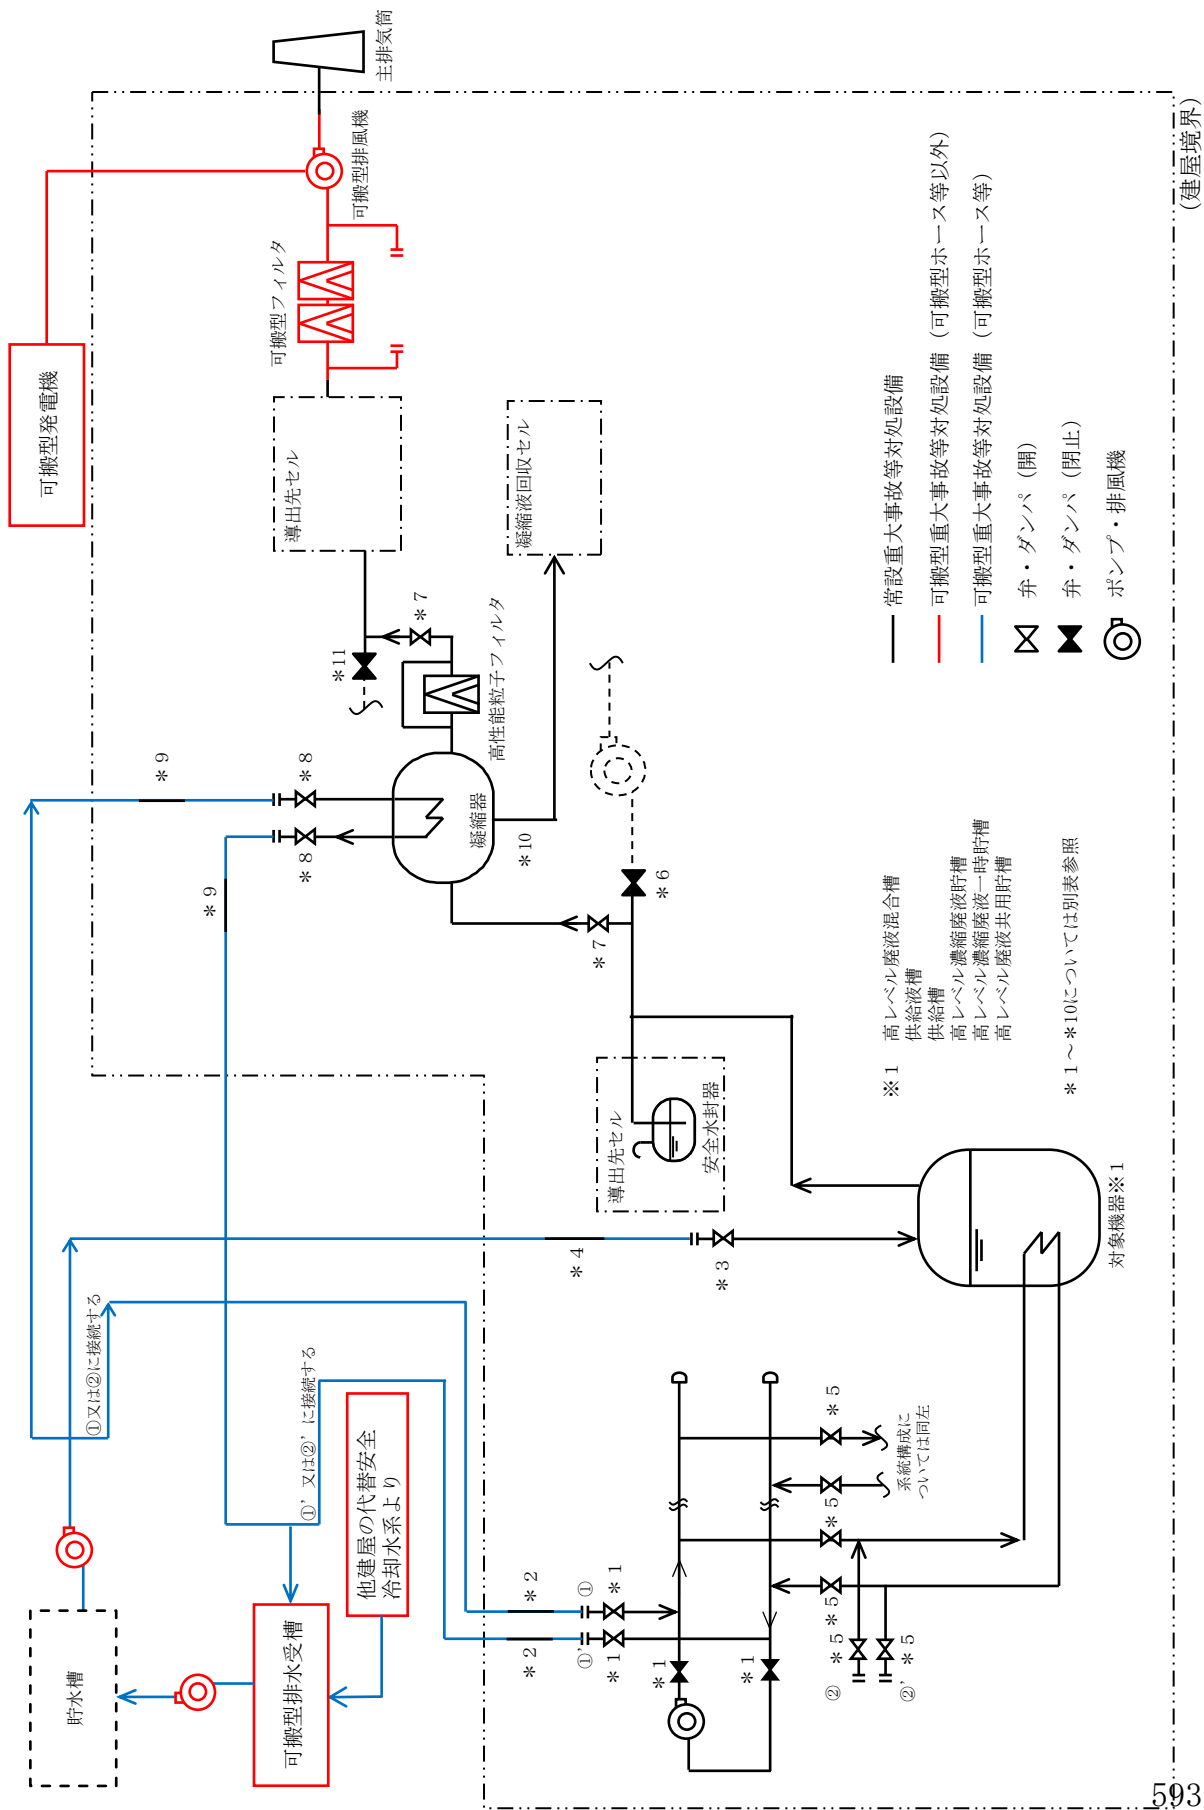 主排気筒
(建屋境界)
可搬型排風機
可搬型フィルタ
可搬型発電機
導出先セル
凝縮液回収セル
＊7
＊11
高性能粒子フィルタ
＊9
＊8
凝縮器
＊10
＊8
＊9
＊6
＊7
導出先セル
安全水封器
＊4
＊3
対象機器※1
①又は②に接続する
①’又は②’に接続する
他建屋の代替安全
冷却水系より
貯水槽
可搬型排水受槽
＊2
①
＊1
＊2
①’
＊1
＊1
＊1
＊5
＊5
＊5
＊5
②
＊5
②’
系統構成に
ついては同左
常設重大事故等対処設備
可搬型重大事故等対処設備（可搬型ホース等以外）
可搬型重大事故等対処設備（可搬型ホース等）
弁・ダンパ（開）
弁・ダンパ（閉止）
ポンプ・排風機
※1 高レベル廃液混合槽
供給液槽
供給槽
高レベル濃縮廃液貯槽
高レベル濃縮廃液一時貯槽
高レベル廃液共用貯槽
＊1～＊10については別表参照
593